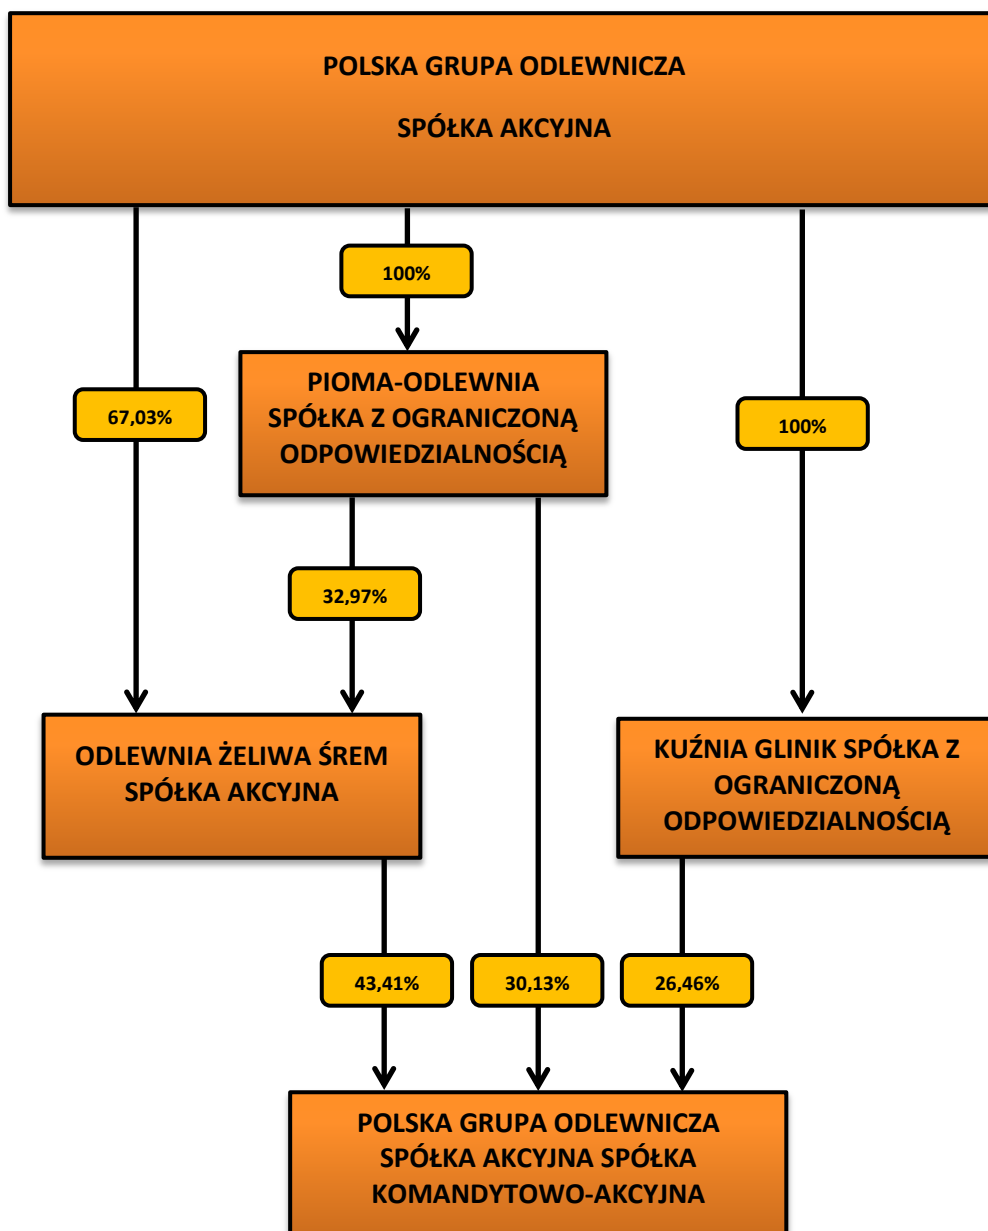 POLSKA GRUPA ODLEWNICZA
SPÓŁKA AKCYJNA
100%
PIOMA-ODLEWNIA
SPÓŁKA Z OGRANICZONĄ
ODPOWIEDZIALNOŚCIĄ
67,03%
100%
32,97%
ODLEWNIA ŻELIWA ŚREM
SPÓŁKA AKCYJNA
KUŹNIA GLINIK SPÓŁKA Z
OGRANICZONĄ
ODPOWIEDZIALNOŚCIĄ
43,41%
30,13%
26,46%
POLSKA GRUPA ODLEWNICZA
SPÓŁKA AKCYJNA SPÓŁKA
KOMANDYTOWO-AKCYJNA